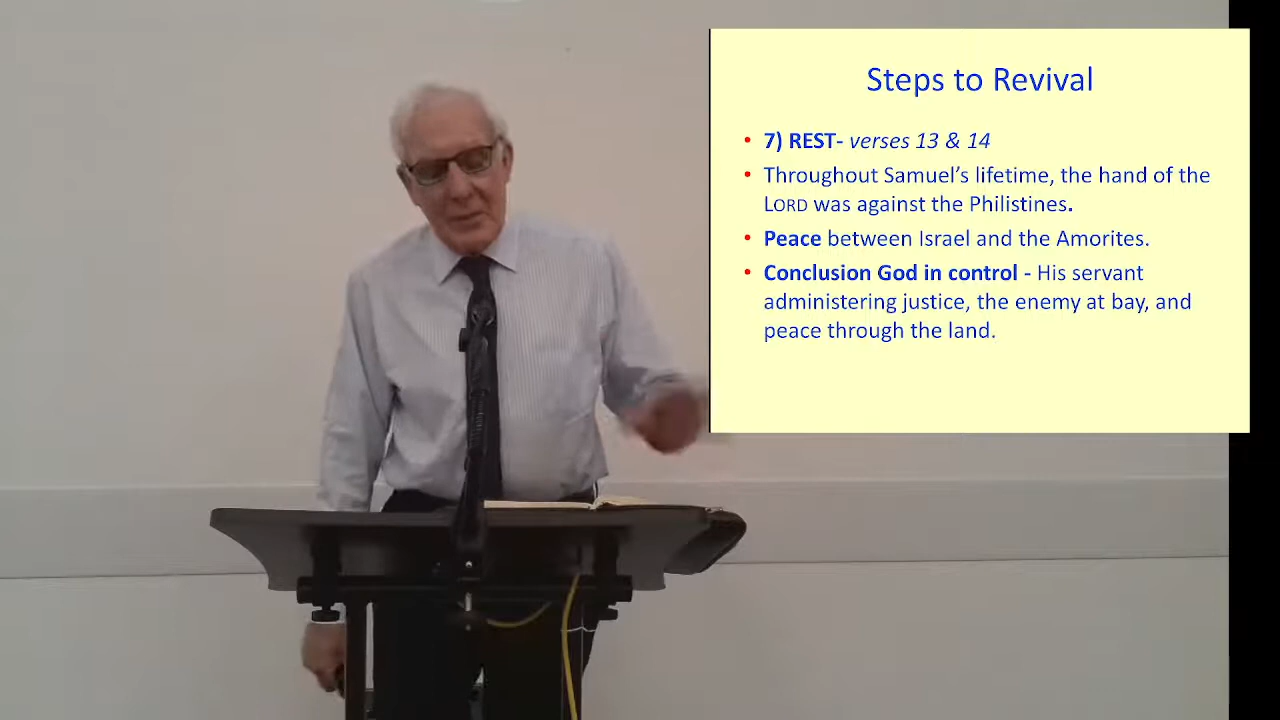 Steps to Revival
• 7) REST- verses 13 & 14
• Throughout Samuel’s lifetime, the hand of the
LORD was against the Philistines.
• Peace between Israel and the Amorites.
• Conclusion God in control - His servant
administering justice, the enemy at bay, and
peace through the land.